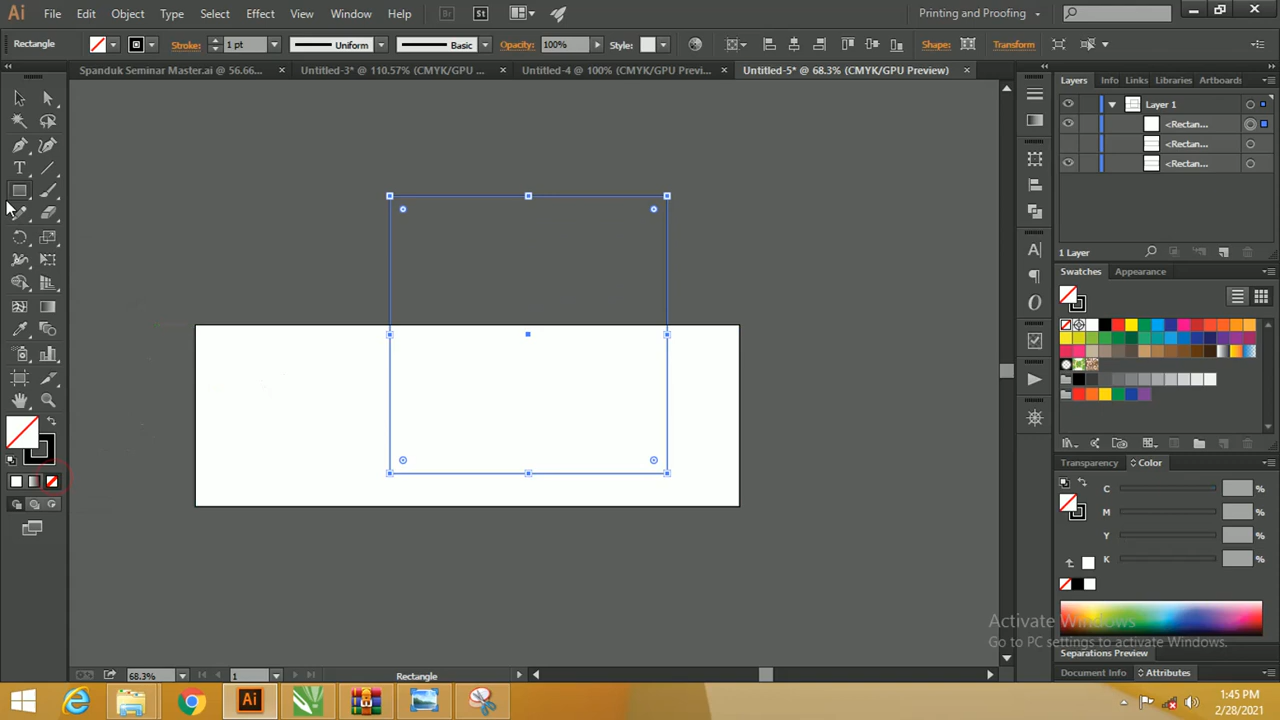 Ai File Edit Object Type Select Effect View Window Help Br St Printing and Proofing
Rectangle Stroke: 1 pt Uniform Basic Opacity: 100% Style: Shape: Transform
Spanduk Seminar Master.ai @ 56.66... Untitled-3* @ 110.57% (CMYK/GPU ... Untitled-4 @ 100% (CMYK/GPU Previ... Untitled-5* @ 68.3% (CMYK/GPU Preview)
Layers Info Links Libraries Artboards
Layer 1
<Rectan...
<Rectan...
<Rectan...
1 Layer
Swatches Appearance
Transparency Color
C %
M %
Y %
K %
Activate Windows
Go to PC settings to activate Windows.
Separations Preview
Document Info Attributes
68.3% 1 Rectangle
Ai
1:45 PM
2/28/2021